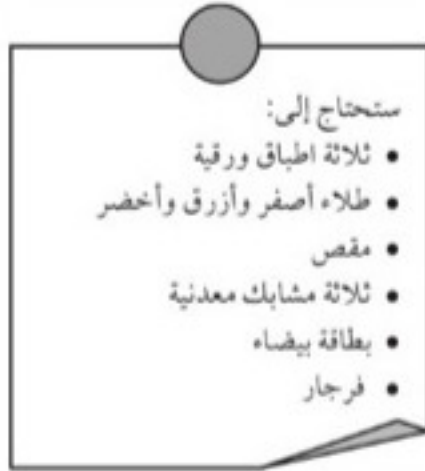 ستحتاج إلى:
• ثلاثة اطباق ورقية
• طلاء أصفر وأزرق وأخضر
• مقص
• ثلاثة مشابك معدنية
• بطاقة بيضاء
• فرجار